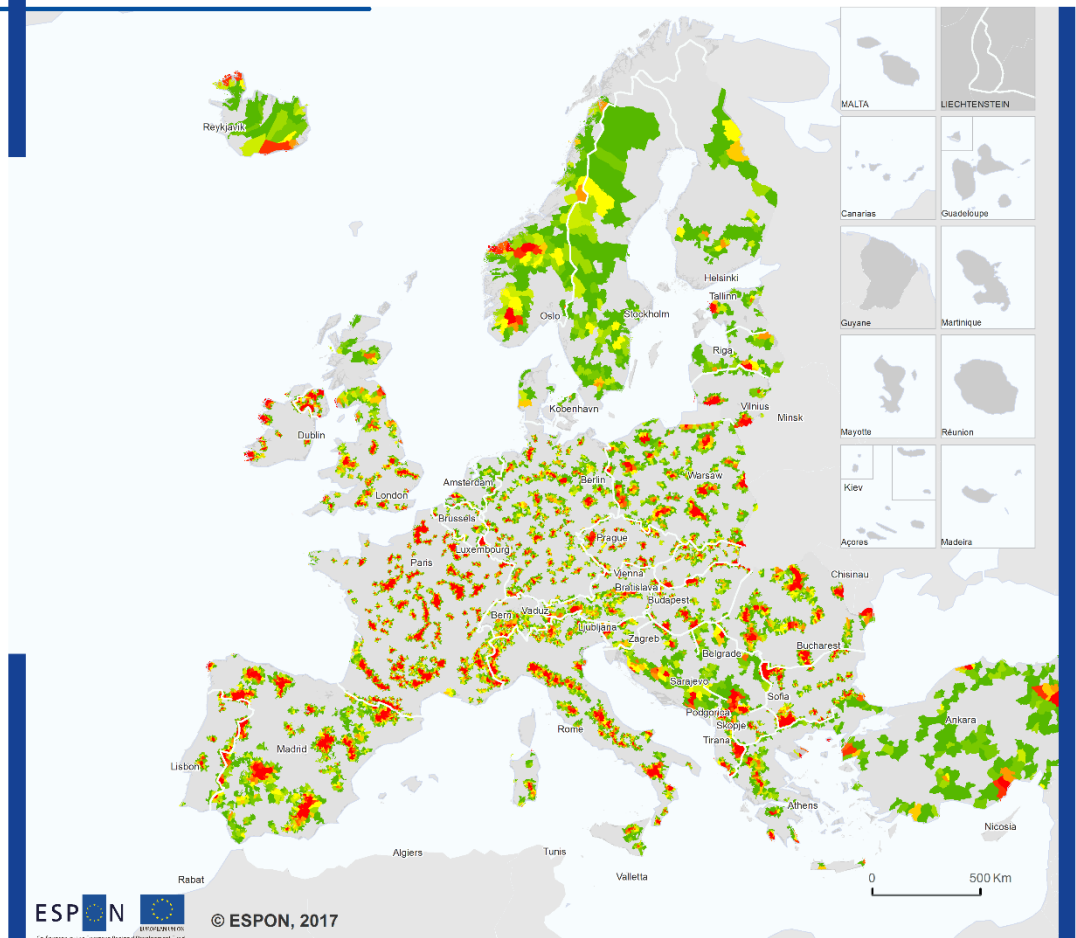 MALTA
LIECHTENSTEIN
Reykjavik
Canarias
Guadeloupe
Helsinki
Tallinn
Oslo
Stockholm
Guyane
Martinique
Riga
Kobenhavn
Vilnius
Minsk
Mayotte
Réunion
Dublin
Amsterdam
Berlin
Warsaw
London
Kiev
Brussels
Prague
Açores
Madeira
Luxembourg
Paris
Vienna
Chisinau
Bratislava
Budapest
Bern
Vaduz
Ljubljana
Zagreb
Bucharest
Belgrade
Sarajevo
Sofia
Podgorica
Skopje
Ankara
Rome
Tirana
Madrid
Lisbon
Athens
Nicosia
Algiers
Tunis
Valletta
Rabat
0 500 Km
ESPON
EUROPEAN UNION
© ESPON, 2017